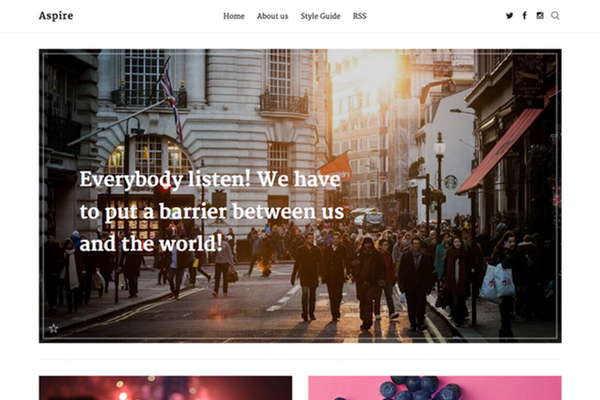 Aspire
Home About us Style Guide RSS
Everybody listen! We have
to put a barrier between us
and the world!